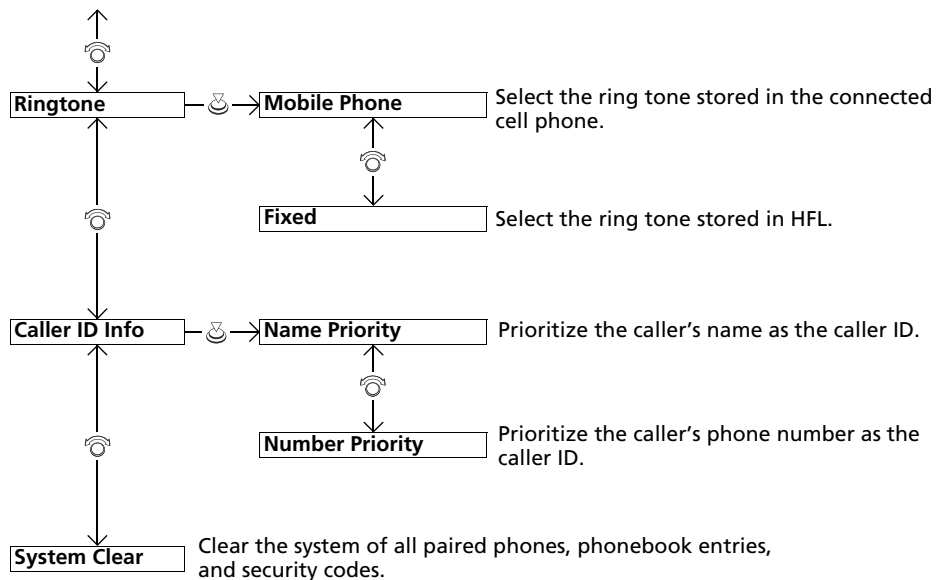 Ringtone
Mobile Phone
Select the ring tone stored in the connected
cell phone.
Fixed
Select the ring tone stored in HFL.
Caller ID Info
Name Priority
Prioritize the caller’s name as the caller ID.
Number Priority
Prioritize the caller’s phone number as the
caller ID.
System Clear
Clear the system of all paired phones, phonebook entries,
and security codes.